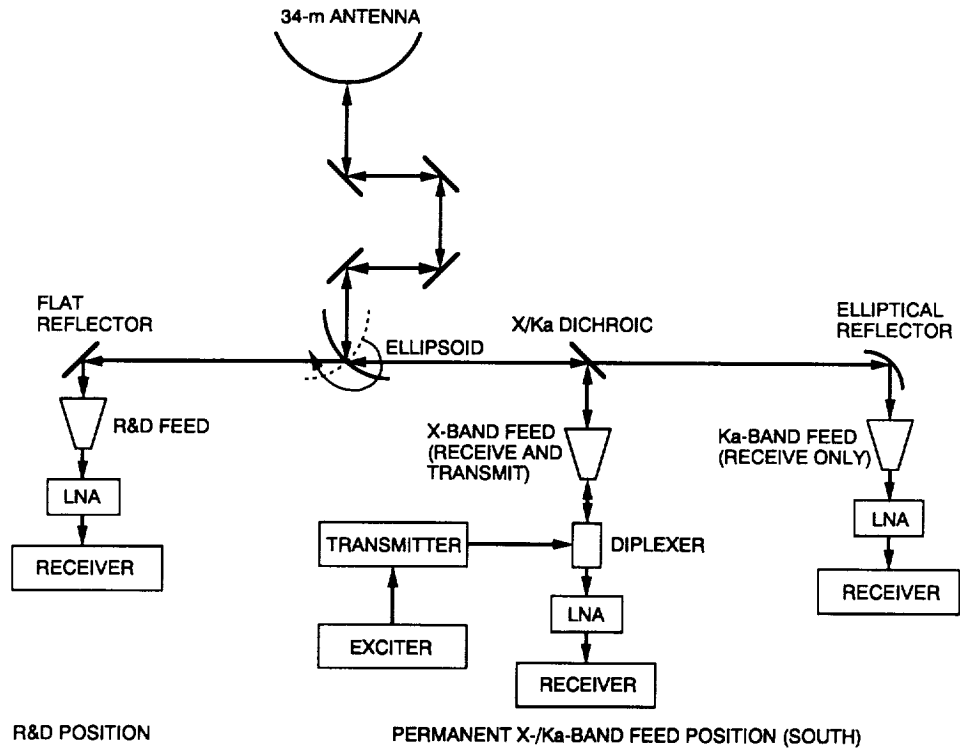 34-m ANTENNA
FLAT
REFLECTOR
ELLIPSOID
X/Ka DICHROIC
ELLIPTICAL
REFLECTOR
R&D FEED
X-BAND FEED
(RECEIVE AND
TRANSMIT)
Ka-BAND FEED
(RECEIVE ONLY)
LNA
RECEIVER
TRANSMITTER
DIPLEXER
LNA
RECEIVER
EXCITER
LNA
RECEIVER
R&D POSITION
PERMANENT X-/Ka-BAND FEED POSITION (SOUTH)